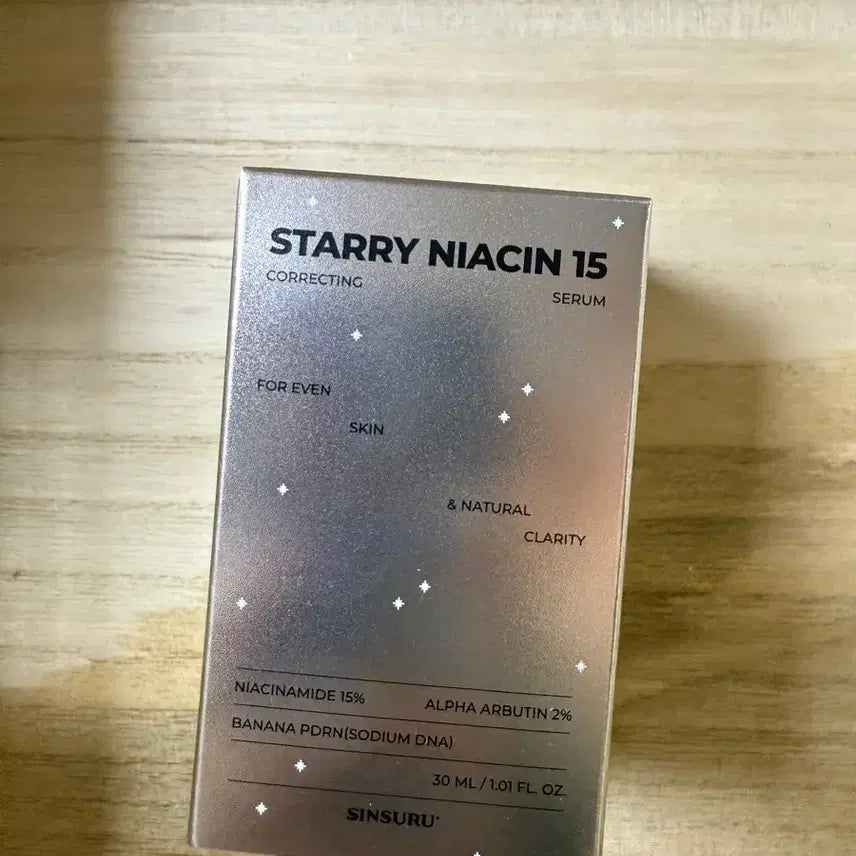 STARRY NIACIN 15
CORRECTING
SERUM
FOR EVEN
SKIN
& NATURAL
CLARITY
NIACINAMIDE 15%
ALPHA ARBUTIN 2%
BANANA PDRN(SODIUM DNA)
30 ML / 1.01 FL. OZ.
SINSURU